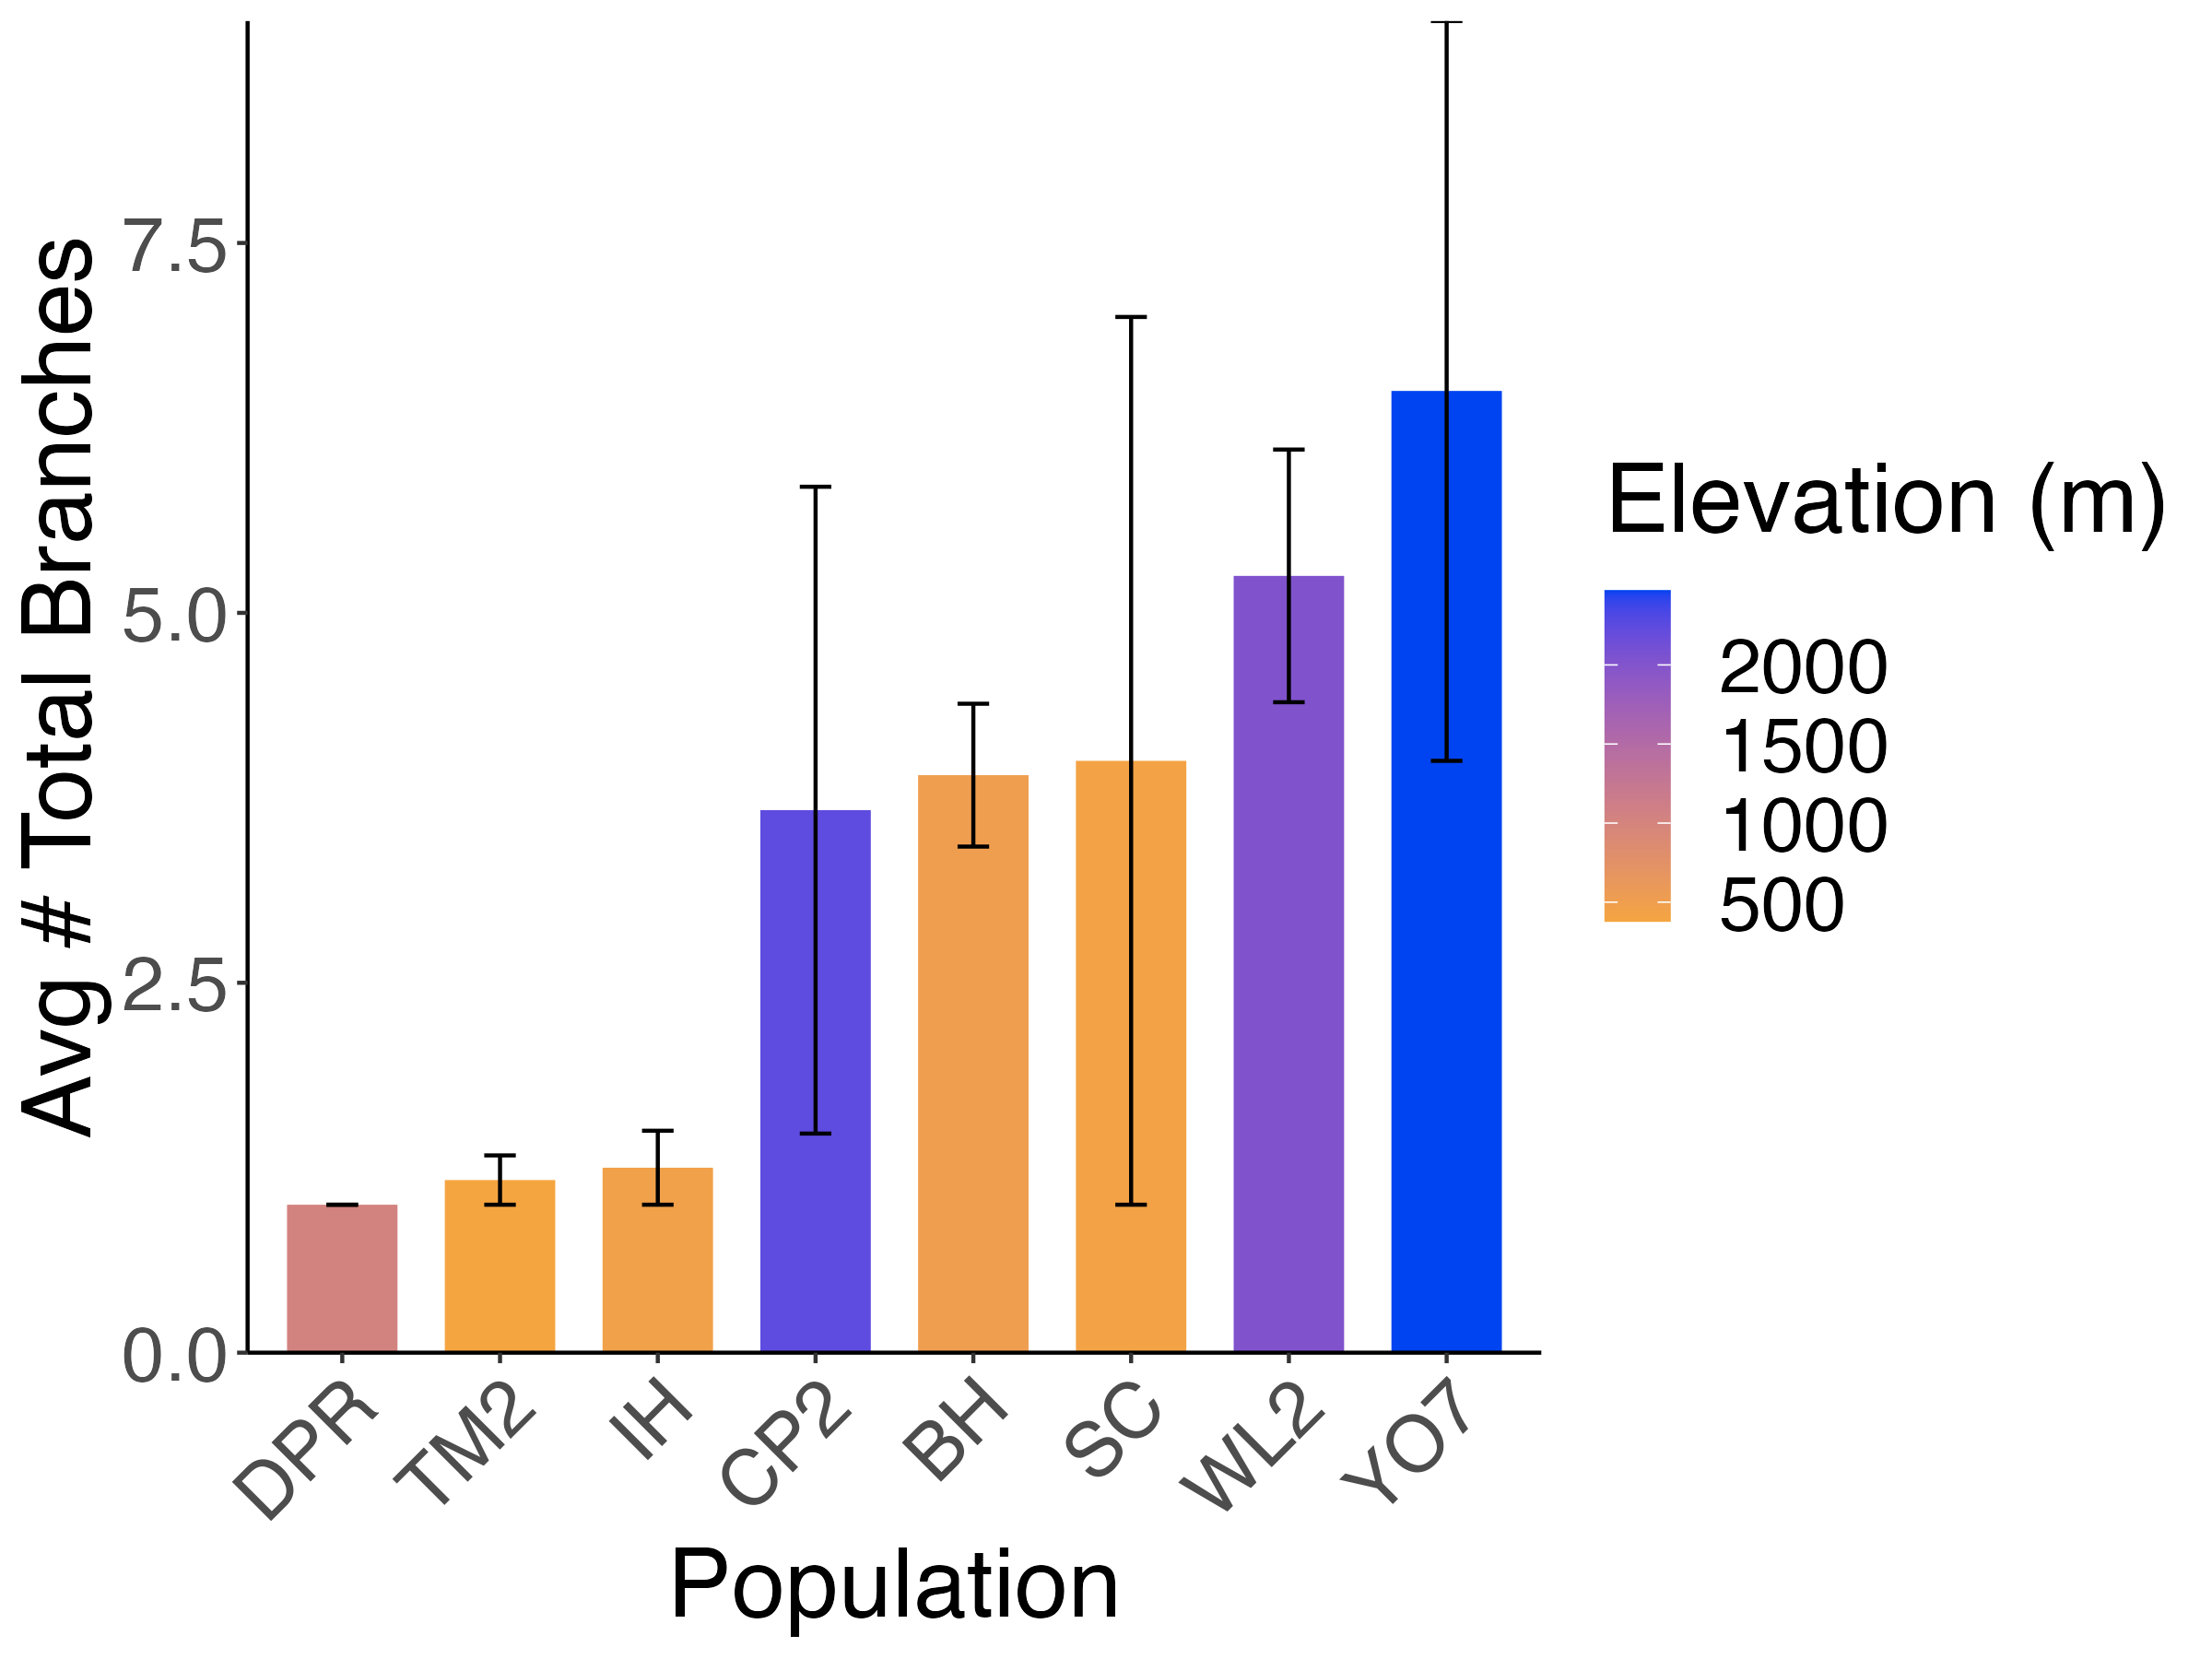 Avg # Total Branches
7.5
5.0
2.5
0.0
DPR
TM2
IIH
CP2
BH
SC
WL2
YO7
Population
Elevation (m)
2000
1500
1000
500